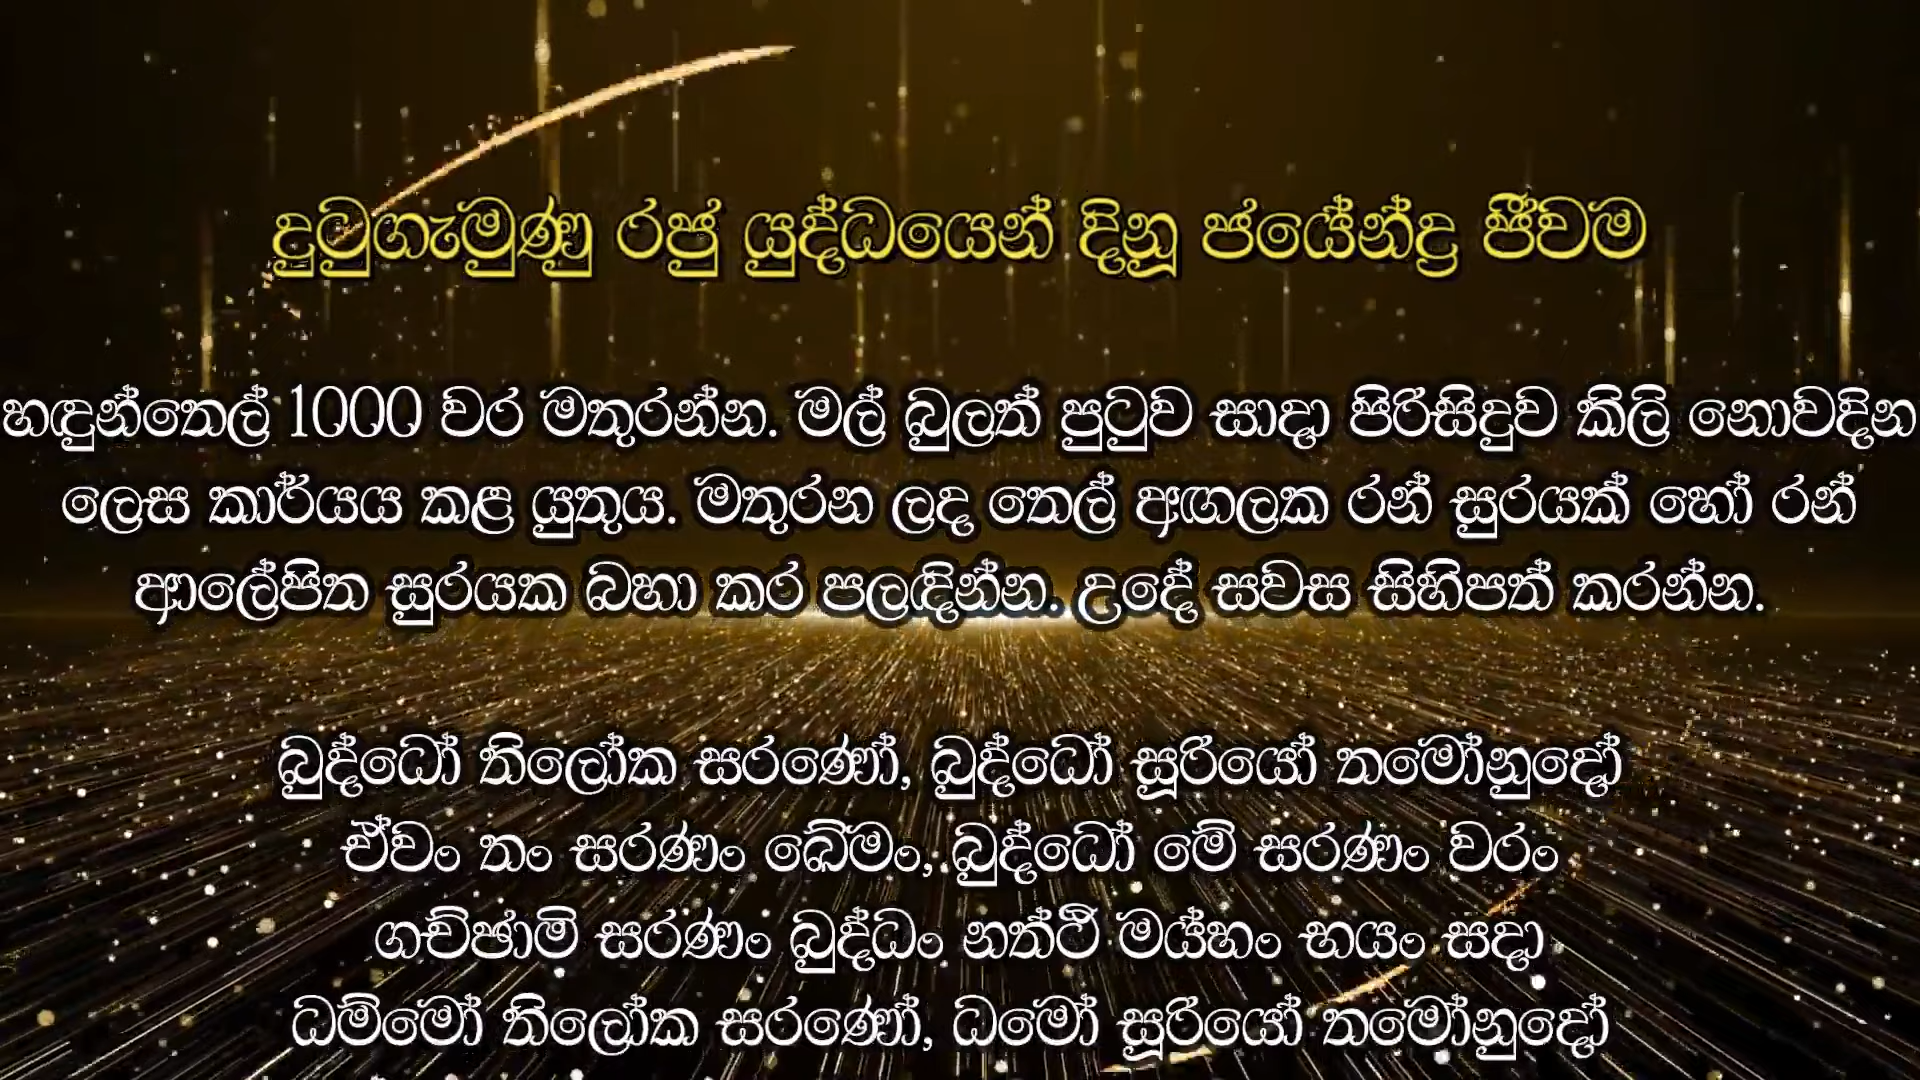 දුටුගැමුණු රජු යුද්ධයෙන් දිනූ ජයේන්ද්‍ර ජීවම
හඳුන්තෙල් 1000 වර මතුරන්න. මල් බුලත් පුටුව සාදා පිරිසිදුව කිලි නොවදින
ලෙස කාර්යය කළ යුතුය. මතුරන ලද තෙල් අඟලක රන් සුරයක් හෝ රන්
ආලේපිත සුරයක බහා කර පලඳින්න. උදේ සවස සිහිපත් කරන්න.
බුද්ධෝ තිලෝක සරණෝ, බුද්ධෝ සූරියෝ තමෝනුදෝ
ඒවං තං සරණං ඛේමං, බුද්ධෝ මේ සරණං වරං
ගච්ඡාමි සරණං බුද්ධං නත්ථි මය්හං භයං සදා
ධම්මෝ තිලෝක සරණෝ, ධමෝ සූරියෝ තමෝනුදෝ